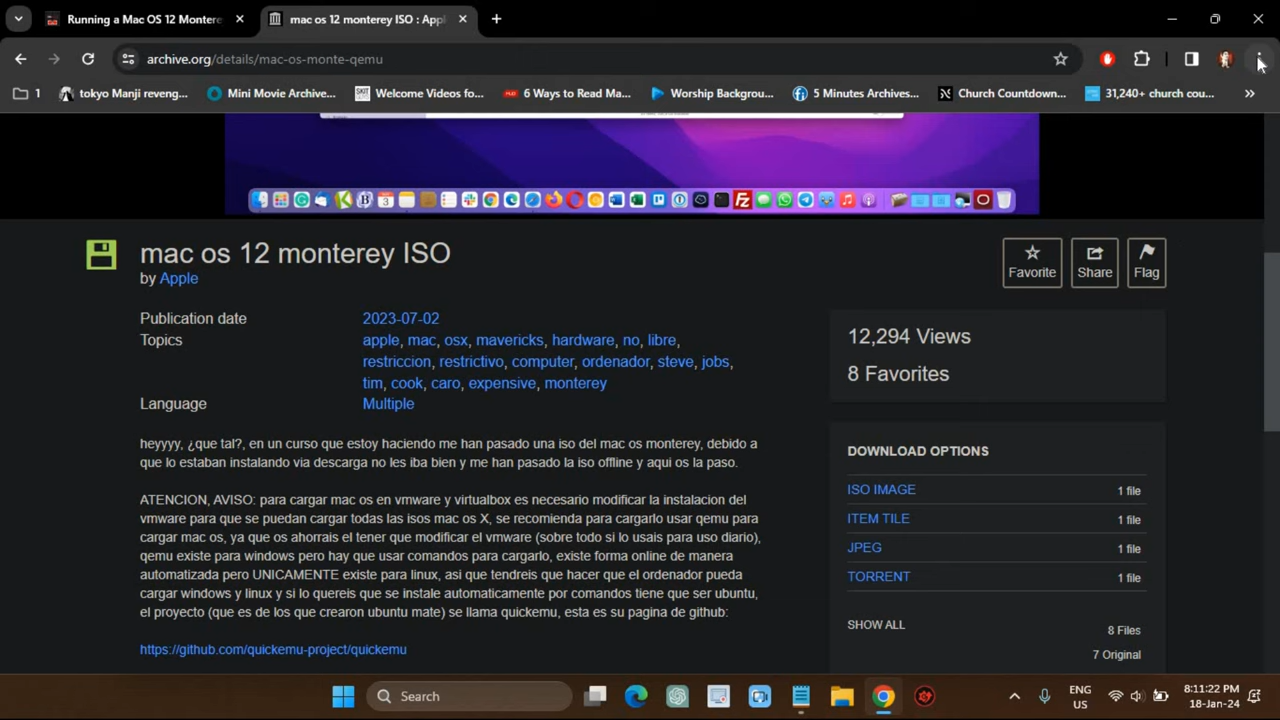 Running a Mac OS 12 Montere
mac os 12 monterey ISO : Appl
archive.org/details/mac-os-monte-qemu
1
tokyo Manji reveng...
Mini Movie Archive...
SKIT
Welcome Videos fo...
6 Ways to Read Ma...
Worship Backgrou...
5 Minutes Archives...
Church Countdown...
31,240+ church cou...
mac os 12 monterey ISO
by Apple
Favorite
Share
Flag
Publication date
2023-07-02
Topics
apple, mac, osx, mavericks, hardware, no, libre,
restriccion, restrictivo, computer, ordenador, steve, jobs,
tim, cook, caro, expensive, monterey
Language
Multiple
12,294 Views
8 Favorites
heyyyy, ¿que tal?, en un curso que estoy haciendo me han pasado una iso del mac os monterey, debido a
que lo estaban instalando via descarga no les iba bien y me han pasado la iso offline y aqui os la paso.
ATENCION, AVISO: para cargar mac os en vmware y virtualbox es necesario modificar la instalacion del
vmware para que se puedan cargar todas las isos mac os X, se recomienda para cargarlo usar qemu para
cargar mac os, ya que os ahorrais el tener que modificar el vmware (sobre todo si lo usais para uso diario),
qemu existe para windows pero hay que usar comandos para cargarlo, existe forma online de manera
automatizada pero UNICAMENTE existe para linux, asi que tendreis que hacer que el ordenador pueda
cargar windows y linux y si lo quereis que se instale automaticamente por comandos tiene que ser ubuntu,
el proyecto (que es de los que crearon ubuntu mate) se llama quickemu, esta es su pagina de github:
https://github.com/quickemu-project/quickemu
DOWNLOAD OPTIONS
ISO IMAGE 1 file
ITEM TILE 1 file
JPEG 1 file
TORRENT 1 file
SHOW ALL 8 Files
7 Original
Search
ENG
US
8:11:22 PM
18-Jan-24